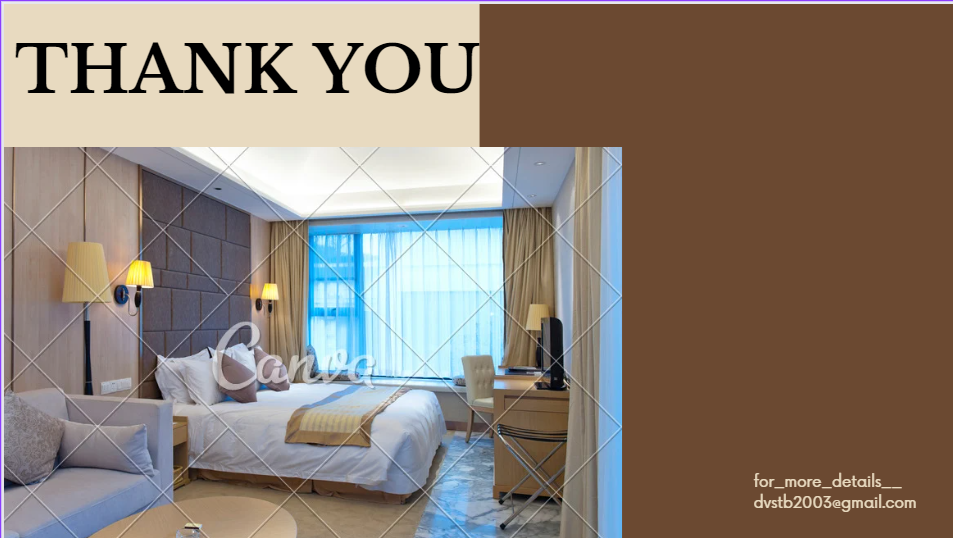 THANK YOU
Canva
for_more_details__
dvstb2003@gmail.com